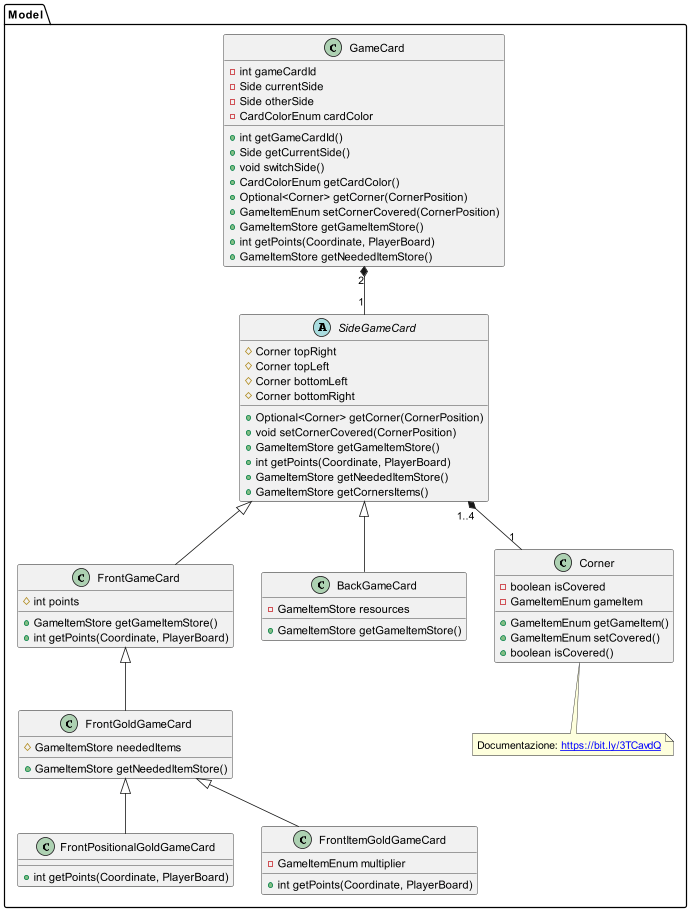 Model
C GameCard
int gameCardId
Side currentSide
Side otherSide
CardColorEnum cardColor
int getGameCardId()
Side getCurrentSide()
void switchSide()
CardColorEnum getCardColor()
Optional<Corner> getCorner(CornerPosition)
GameItemEnum setCornerCovered(CornerPosition)
GameItemStore getGameItemStore()
int getPoints(Coordinate, PlayerBoard)
GameItemStore getNeededItemStore()
2
1
A SideGameCard
Corner topRight
Corner topLeft
Corner bottomLeft
Corner bottomRight
Optional<Corner> getCorner(CornerPosition)
void setCornerCovered(CornerPosition)
GameItemStore getGameItemStore()
int getPoints(Coordinate, PlayerBoard)
GameItemStore getNeededItemStore()
GameItemStore getCornersItems()
1..4
1
C FrontGameCard
int points
GameItemStore getGameItemStore()
int getPoints(Coordinate, PlayerBoard)
C BackGameCard
GameItemStore resources
GameItemStore getGameItemStore()
C Corner
boolean isCovered
GameItemEnum gameItem
GameItemEnum getGameItem()
GameItemEnum setCovered()
boolean isCovered()
C FrontGoldGameCard
GameItemStore neededItems
GameItemStore getNeededItemStore()
Documentazione: https://bit.ly/3TCavdQ
C FrontPositionalGoldGameCard
int getPoints(Coordinate, PlayerBoard)
C FrontItemGoldGameCard
GameItemEnum multiplier
int getPoints(Coordinate, PlayerBoard)